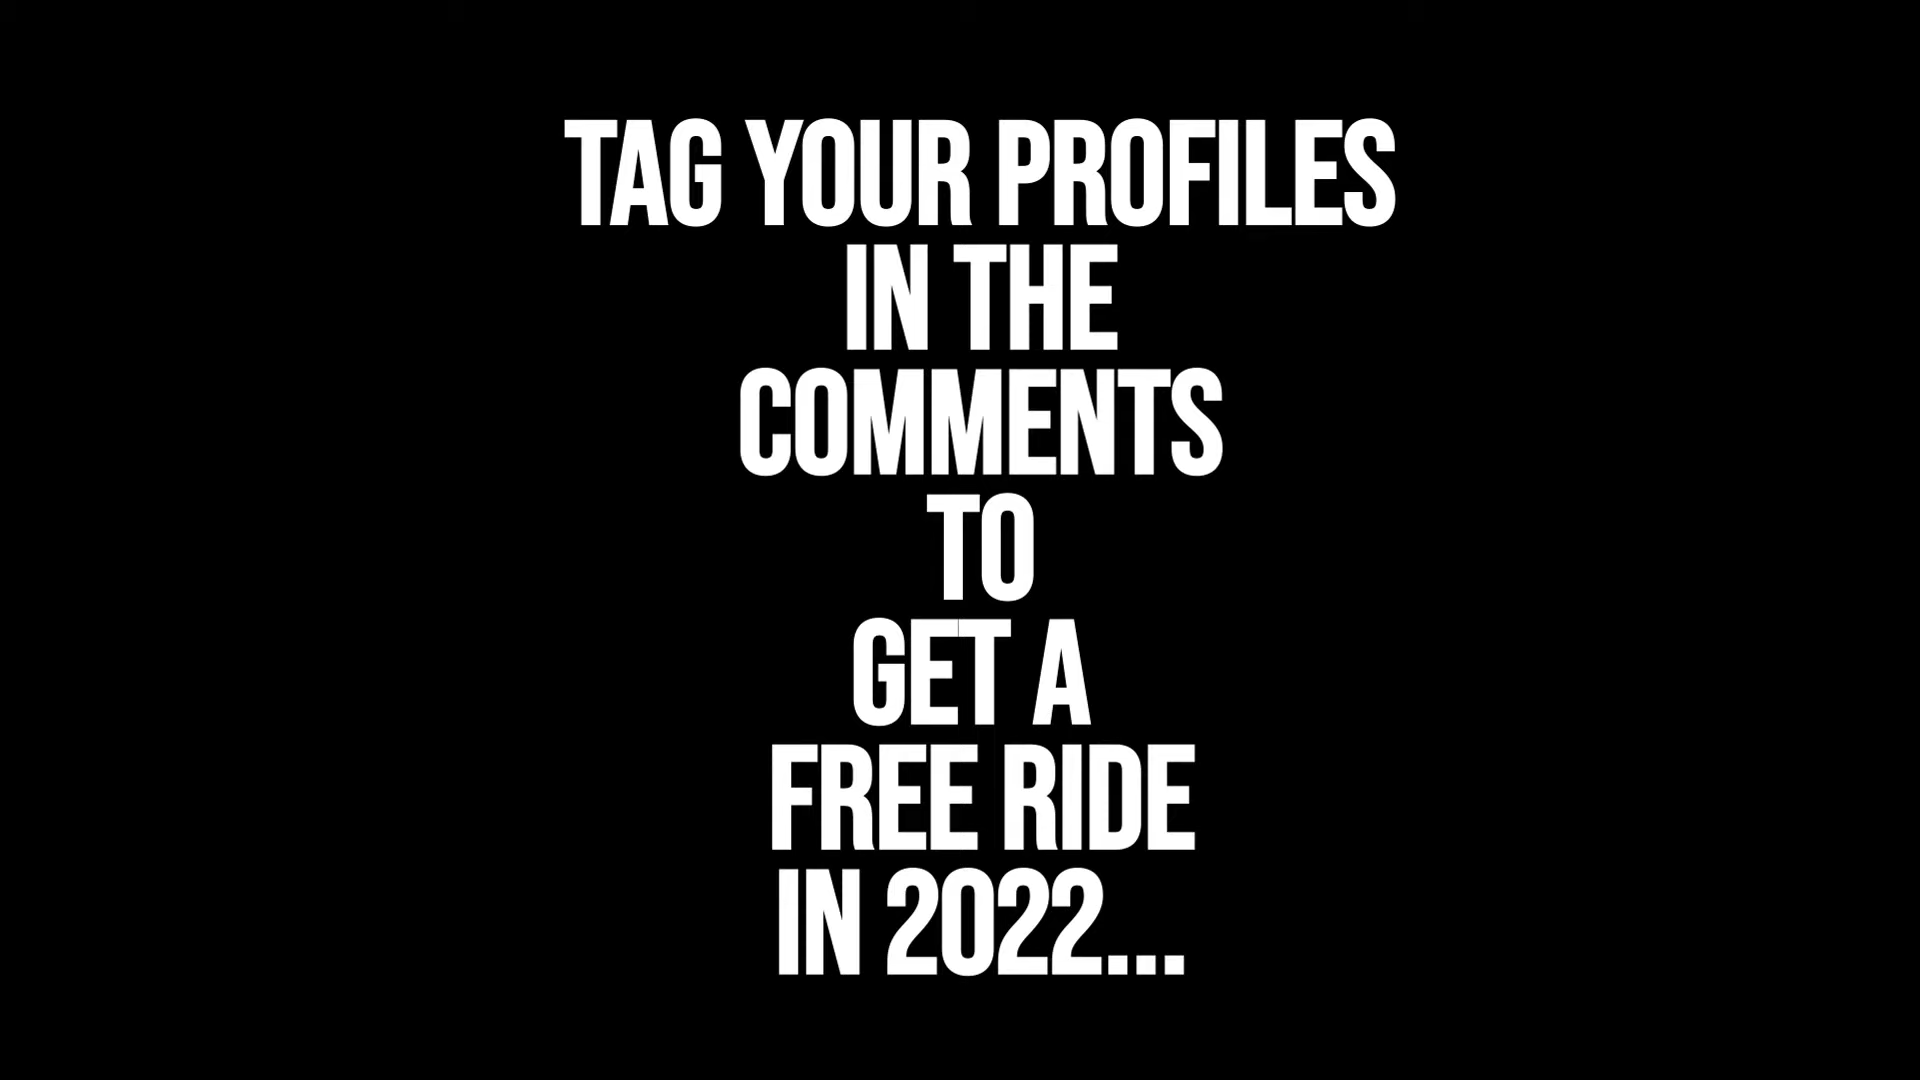 TAG YOUR PROFILES
IN THE
COMMENTS
TO
GET A
FREE RIDE
IN 2022...